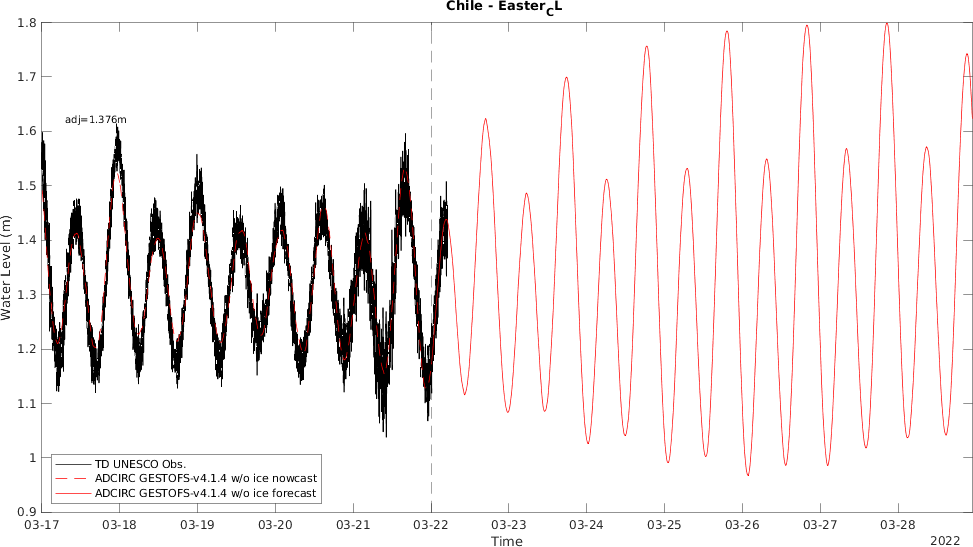 Chile - Easter_CL
1.8
1.7
1.6
1.5
1.4
1.3
1.2
1.1
1
0.9
Water Level (m)
adj=1.376m
TD UNESCO Obs.
ADCIRC GESTOFS-v4.1.4 w/o ice nowcast
ADCIRC GESTOFS-v4.1.4 w/o ice forecast
03-17 03-18 03-19 03-20 03-21 03-22 03-23 03-24 03-25 03-26 03-27 03-28
Time
2022